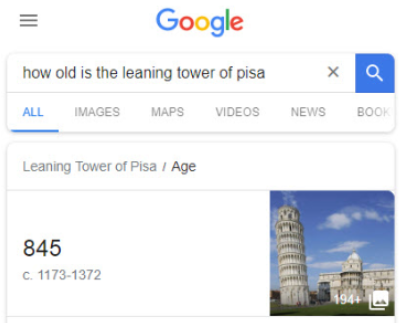 Google
how old is the leaning tower of pisa
ALL IMAGES MAPS VIDEOS NEWS BOOK
Leaning Tower of Pisa / Age
845
c. 1173-1372
194+